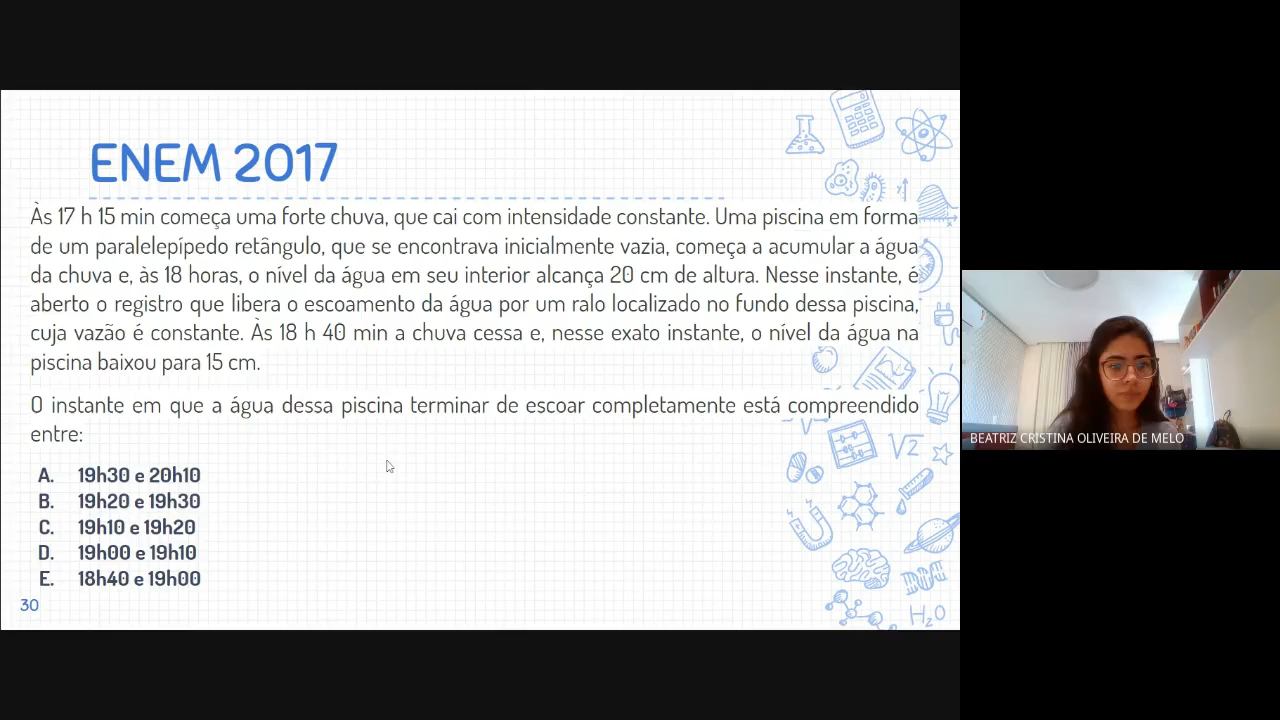 ENEM 2017
Às 17 h 15 min começa uma forte chuva, que cai com intensidade constante. Uma piscina em forma
de um paralelepípedo retângulo, que se encontrava inicialmente vazia, começa a acumular a água
da chuva e, às 18 horas, o nível da água em seu interior alcança 20 cm de altura. Nesse instante, é
aberto o registro que libera o escoamento da água por um ralo localizado no fundo dessa piscina,
cuja vazão é constante. Às 18 h 40 min a chuva cessa e, nesse exato instante, o nível da água na
piscina baixou para 15 cm.
O instante em que a água dessa piscina terminar de escoar completamente está compreendido
entre:
A. 19h30 e 20h10
B. 19h20 e 19h30
C. 19h10 e 19h20
D. 19h00 e 19h10
E. 18h40 e 19h00
30
√2
H₂O
BEATRIZ CRISTINA OLIVEIRA DE MELO